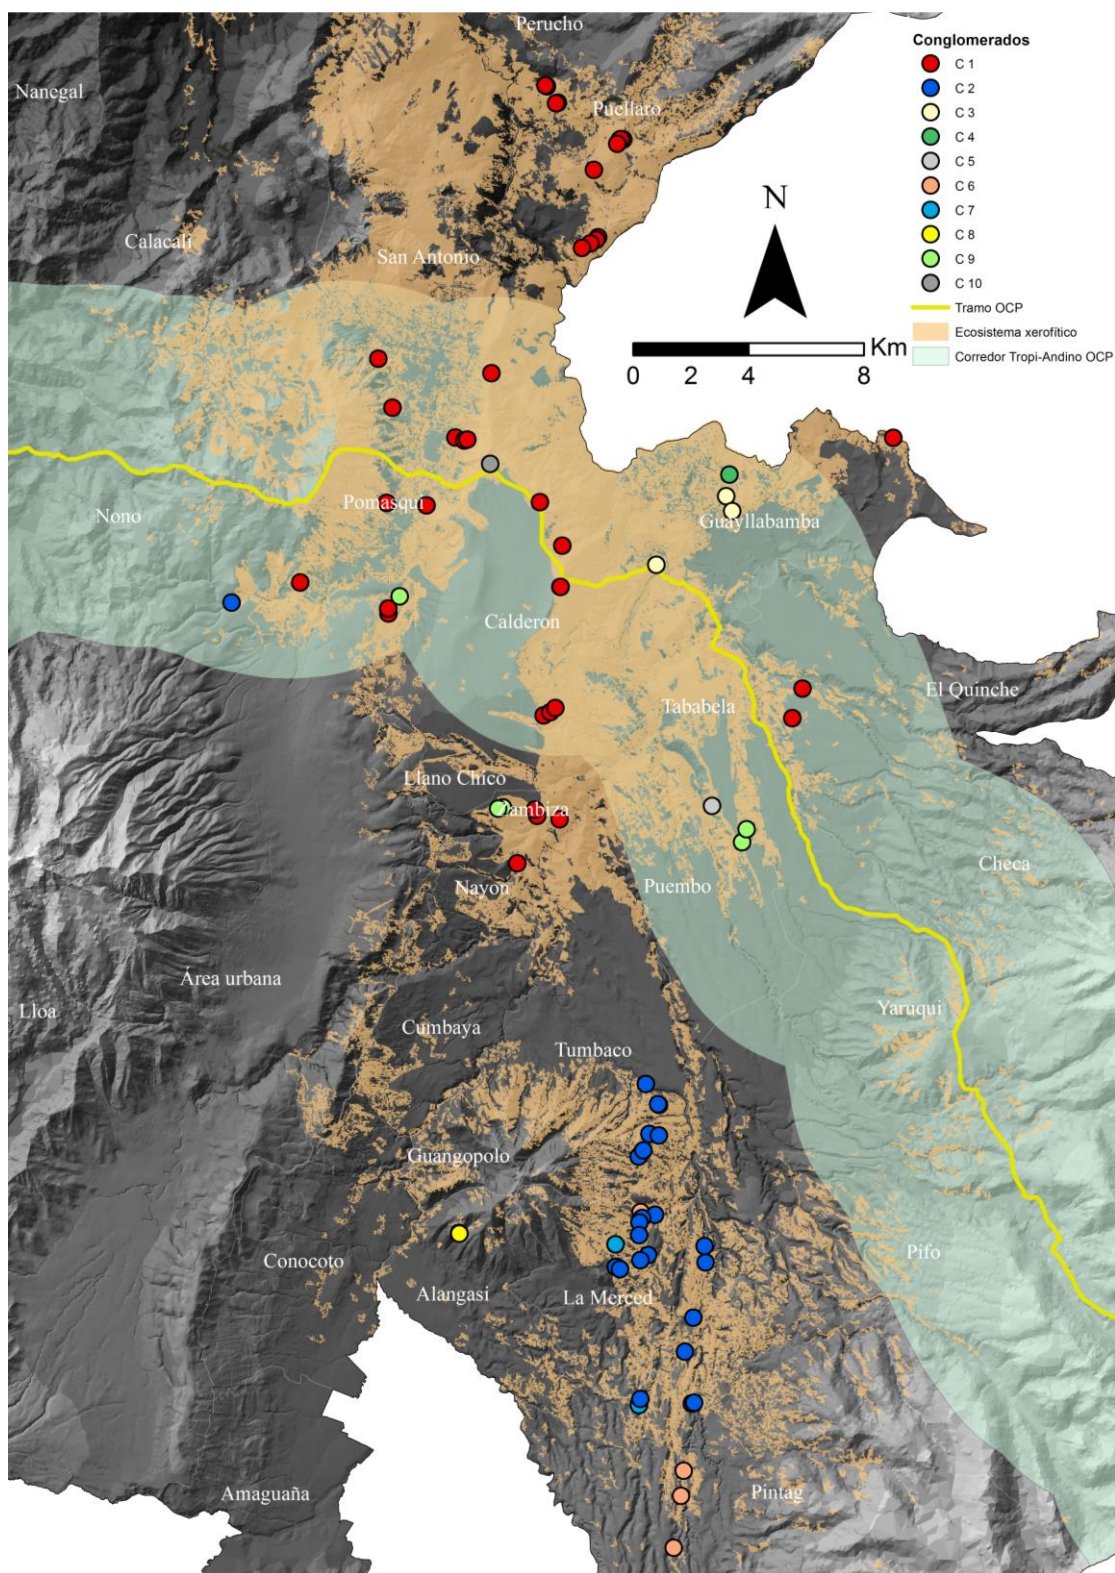 Perucho
Conglomerados
C 1
C 2
C 3
C 4
C 5
C 6
C 7
C 8
C 9
C 10
Tramo OCP
Ecosistema xerofítico
Corredor Tropi-Andino OCP
Nanegal
Puellaro
N
Calacali
San Antonio
Km
0 2 4 8
Nono
Pomasqui
Guayllabamba
Calderon
El Quinche
Tababela
Llano Chico
Zambiza
Nayon
Puembo
Checa
Área urbana
Lloa
Yaruqui
Cumbaya
Tumbaco
Guangopolo
Conocoto
Pifo
Alangasi
La Merced
Amaguaña
Pintag